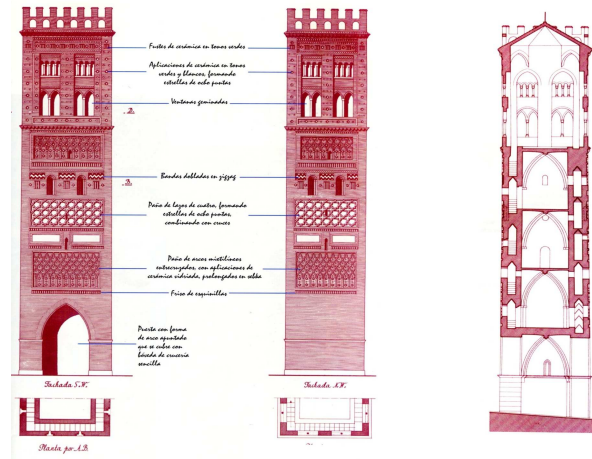 Fustes de cerámica en tonos verdes
Aplicaciones de cerámica en tonos
verdes y blancos, formando
estrellas de ocho puntas
Ventanas geminadas
Bandas dobladas en zigzag
Paño de lazos de cuatro, formando
estrellas de ocho puntas,
combinando con cruces
Paño de arcos mixtilíneos
entrecruzados, con aplicaciones de
cerámica vidriada, prolongados en sebka
Friso de esquinillas
Puerta con forma
de arco apuntado
que se cubre con
bóveda de crucería
sencilla
Fachada S.W.
Fachada N.W.
Planta por A.B.